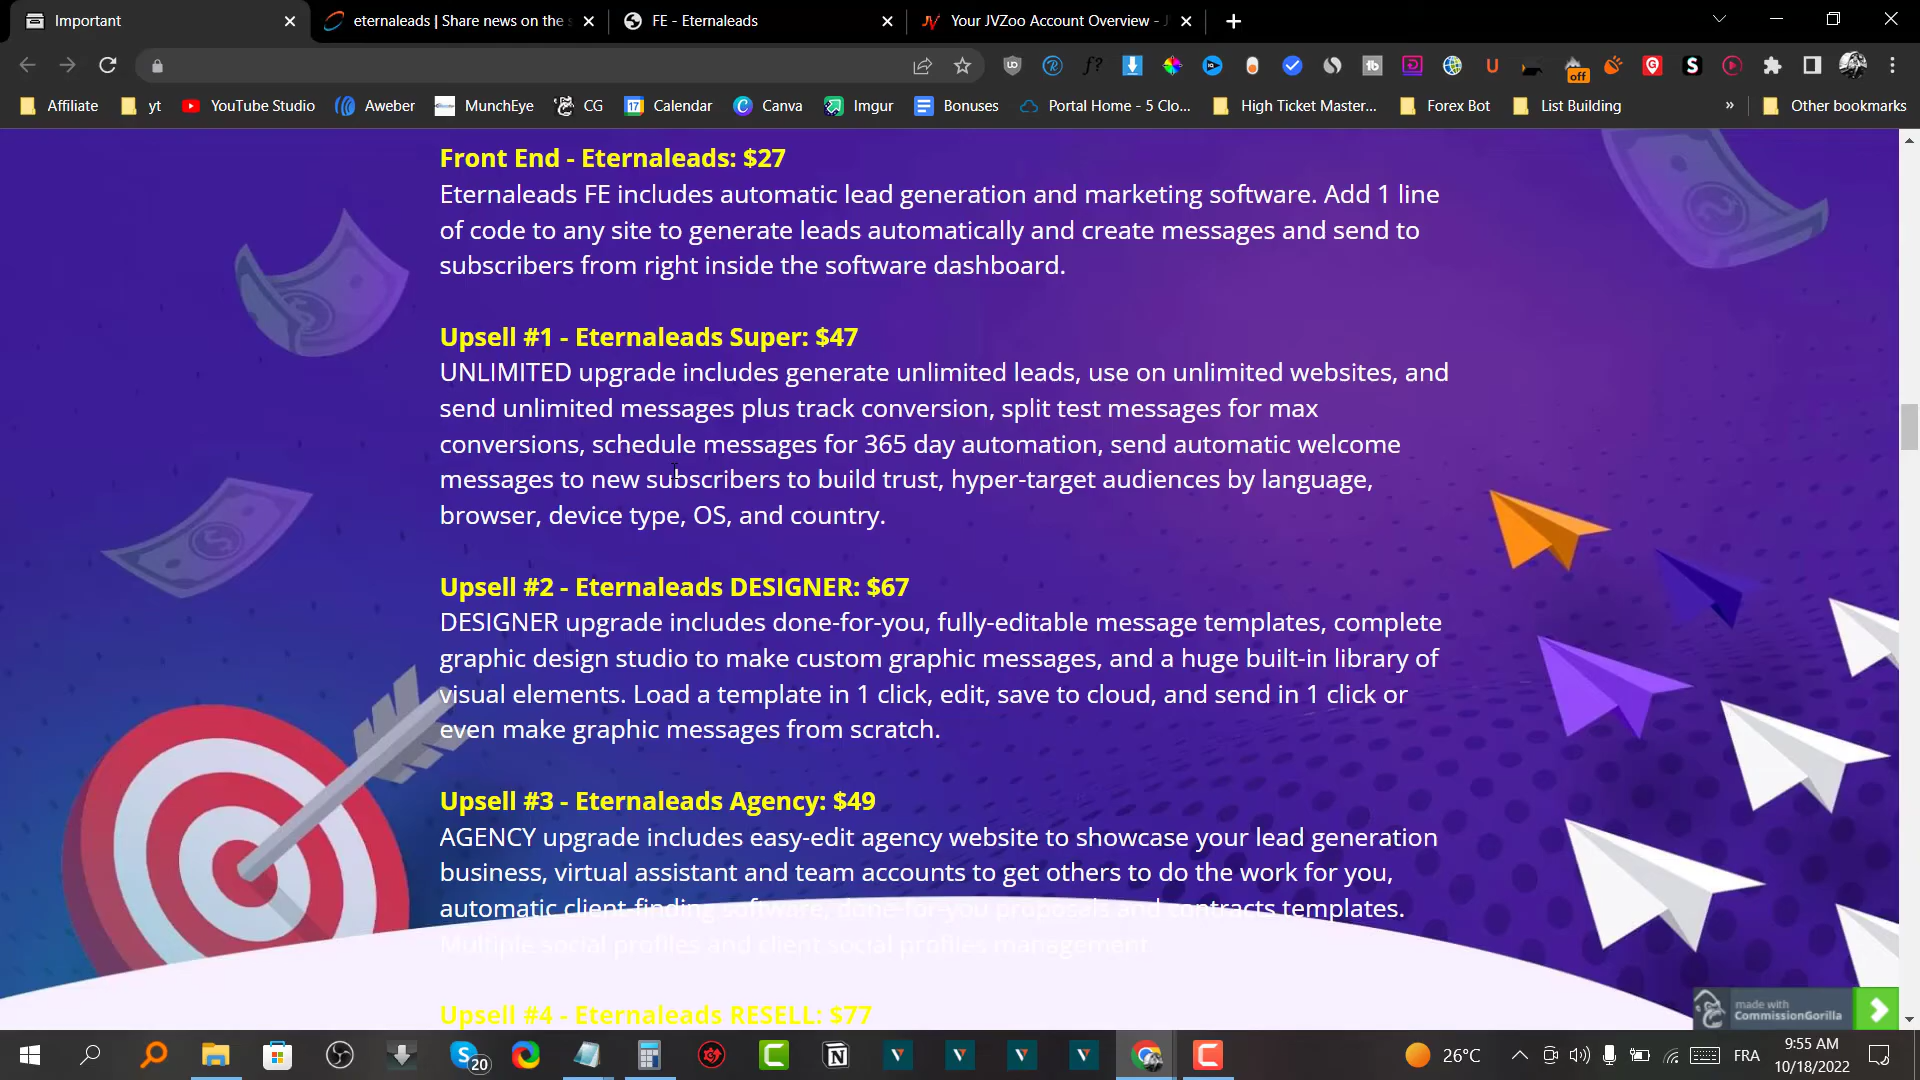 Important
eternaleads | Share news on the s
FE - Eternaleads
Your JVZoo Account Overview - J
off
Affiliate
yt
YouTube Studio
Aweber
MunchEye
CG
Calendar
Canva
Imgur
Bonuses
Portal Home - 5 Clo...
High Ticket Master...
Forex Bot
List Building
»
Other bookmarks
Front End - Eternaleads: $27
Eternaleads FE includes automatic lead generation and marketing software. Add 1 line
of code to any site to generate leads automatically and create messages and send to
subscribers from right inside the software dashboard.
Upsell #1 - Eternaleads Super: $47
UNLIMITED upgrade includes generate unlimited leads, use on unlimited websites, and
send unlimited messages plus track conversion, split test messages for max
conversions, schedule messages for 365 day automation, send automatic welcome
messages to new subscribers to build trust, hyper-target audiences by language,
browser, device type, OS, and country.
Upsell #2 - Eternaleads DESIGNER: $67
DESIGNER upgrade includes done-for-you, fully-editable message templates, complete
graphic design studio to make custom graphic messages, and a huge built-in library of
visual elements. Load a template in 1 click, edit, save to cloud, and send in 1 click or
even make graphic messages from scratch.
Upsell #3 - Eternaleads Agency: $49
AGENCY upgrade includes easy-edit agency website to showcase your lead generation
business, virtual assistant and team accounts to get others to do the work for you,
automatic client-finding software, done-for-you proposals and contracts templates.
Multiple social profiles and client social profiles management
Upsell #4 - Eternaleads RESELL: $77
made with
CommissionGorilla
20
26°C
FRA
9:55 AM
10/18/2022